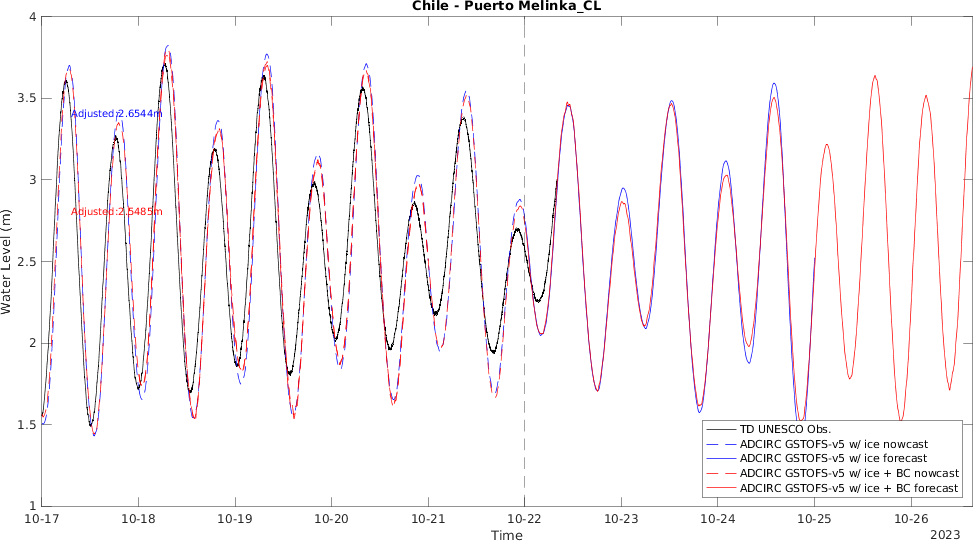 Chile - Puerto Melinka_CL
4
3.5
3
2.5
2
1.5
1
Water Level (m)
Adjusted:2.6544m
Adjusted:2.5485m
TD UNESCO Obs.
ADCIRC GSTOFS-v5 w/ ice nowcast
ADCIRC GSTOFS-v5 w/ ice forecast
ADCIRC GSTOFS-v5 w/ ice + BC nowcast
ADCIRC GSTOFS-v5 w/ ice + BC forecast
10-17 10-18 10-19 10-20 10-21 10-22 10-23 10-24 10-25 10-26
Time
2023